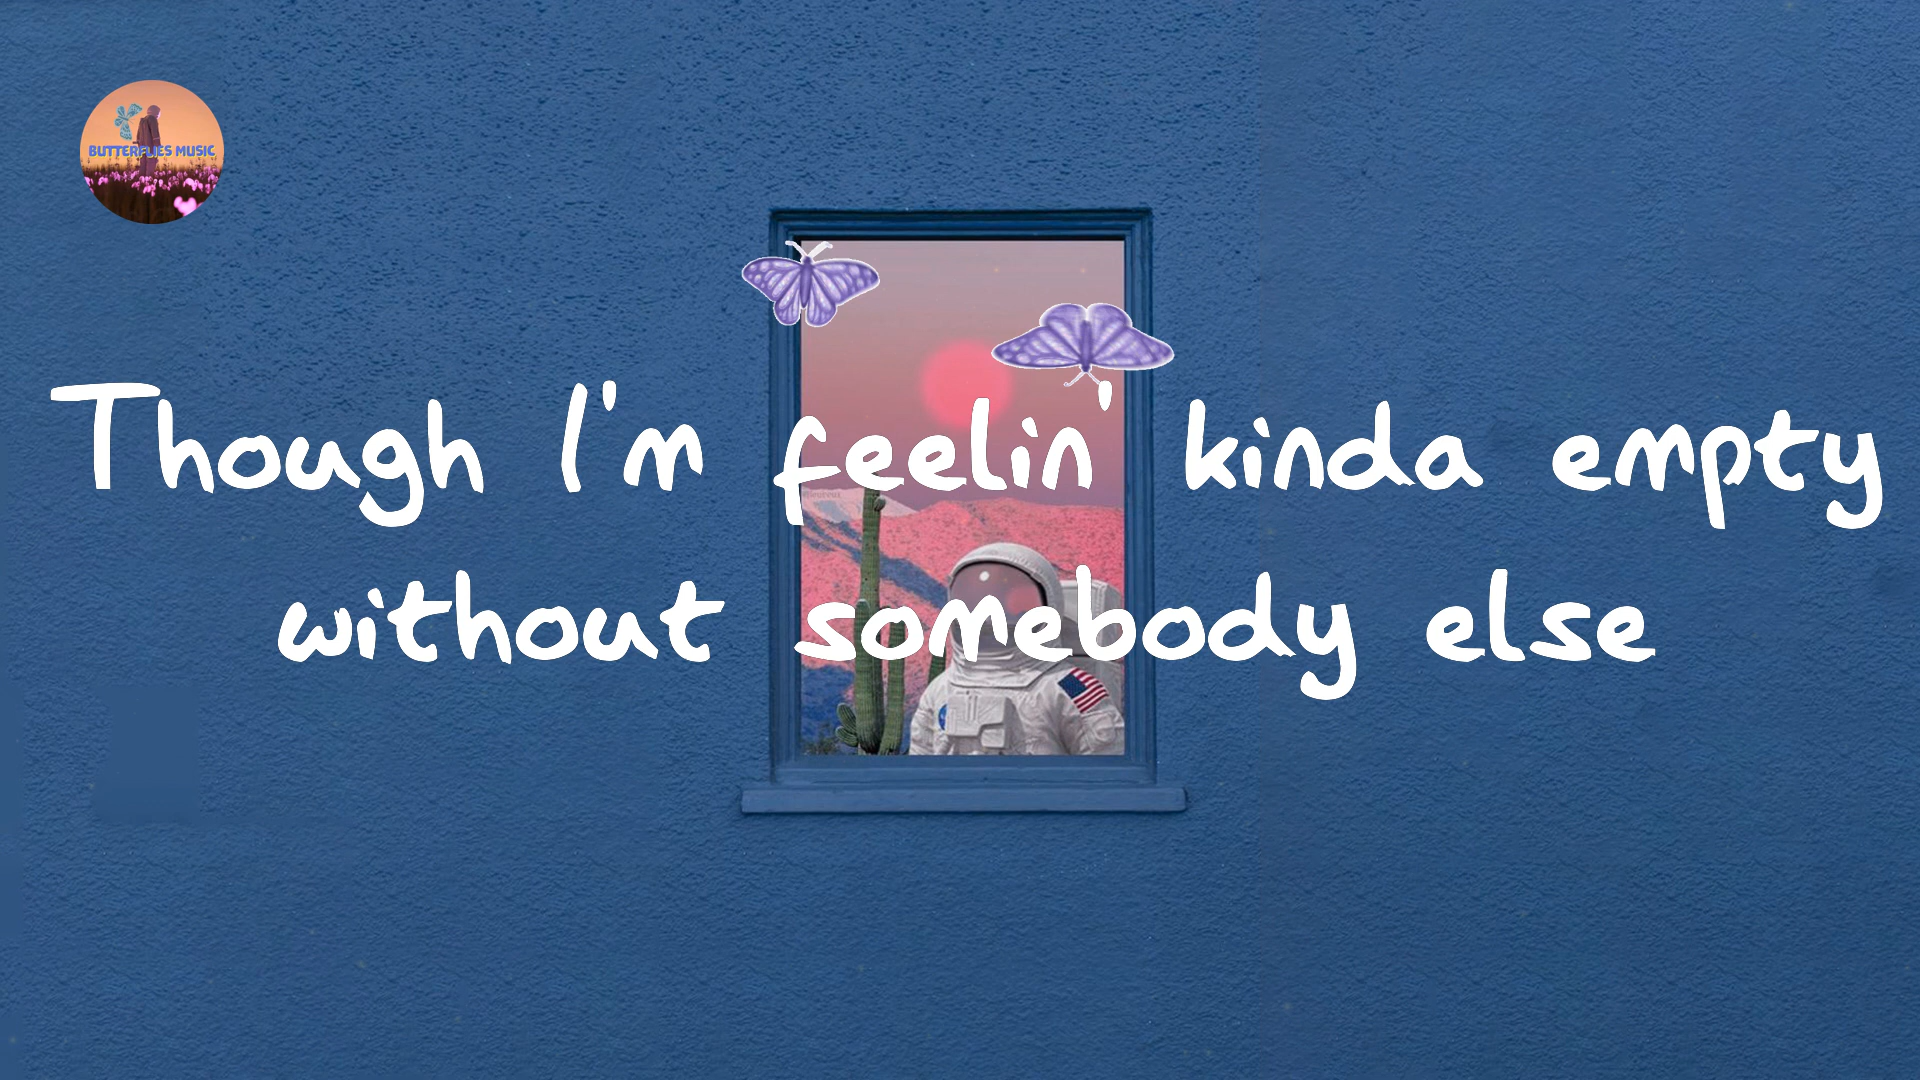 BUTTERFLIES MUSIC
Though I'm feelin' kinda empty
without somebody else